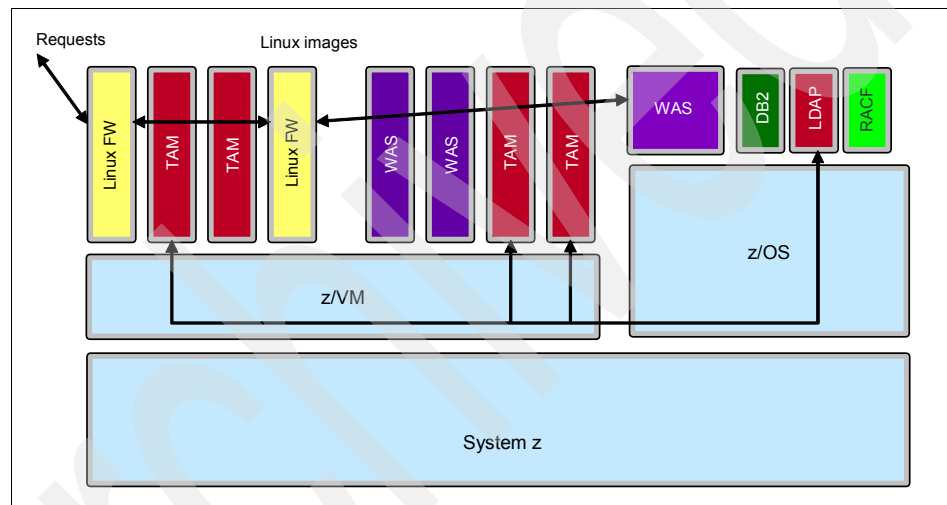 Requests
Linux images
Linux FW
TAM
TAM
Linux FW
WAS
WAS
TAM
TAM
WAS
DB2
LDAP
RACF
z/VM
z/OS
System z